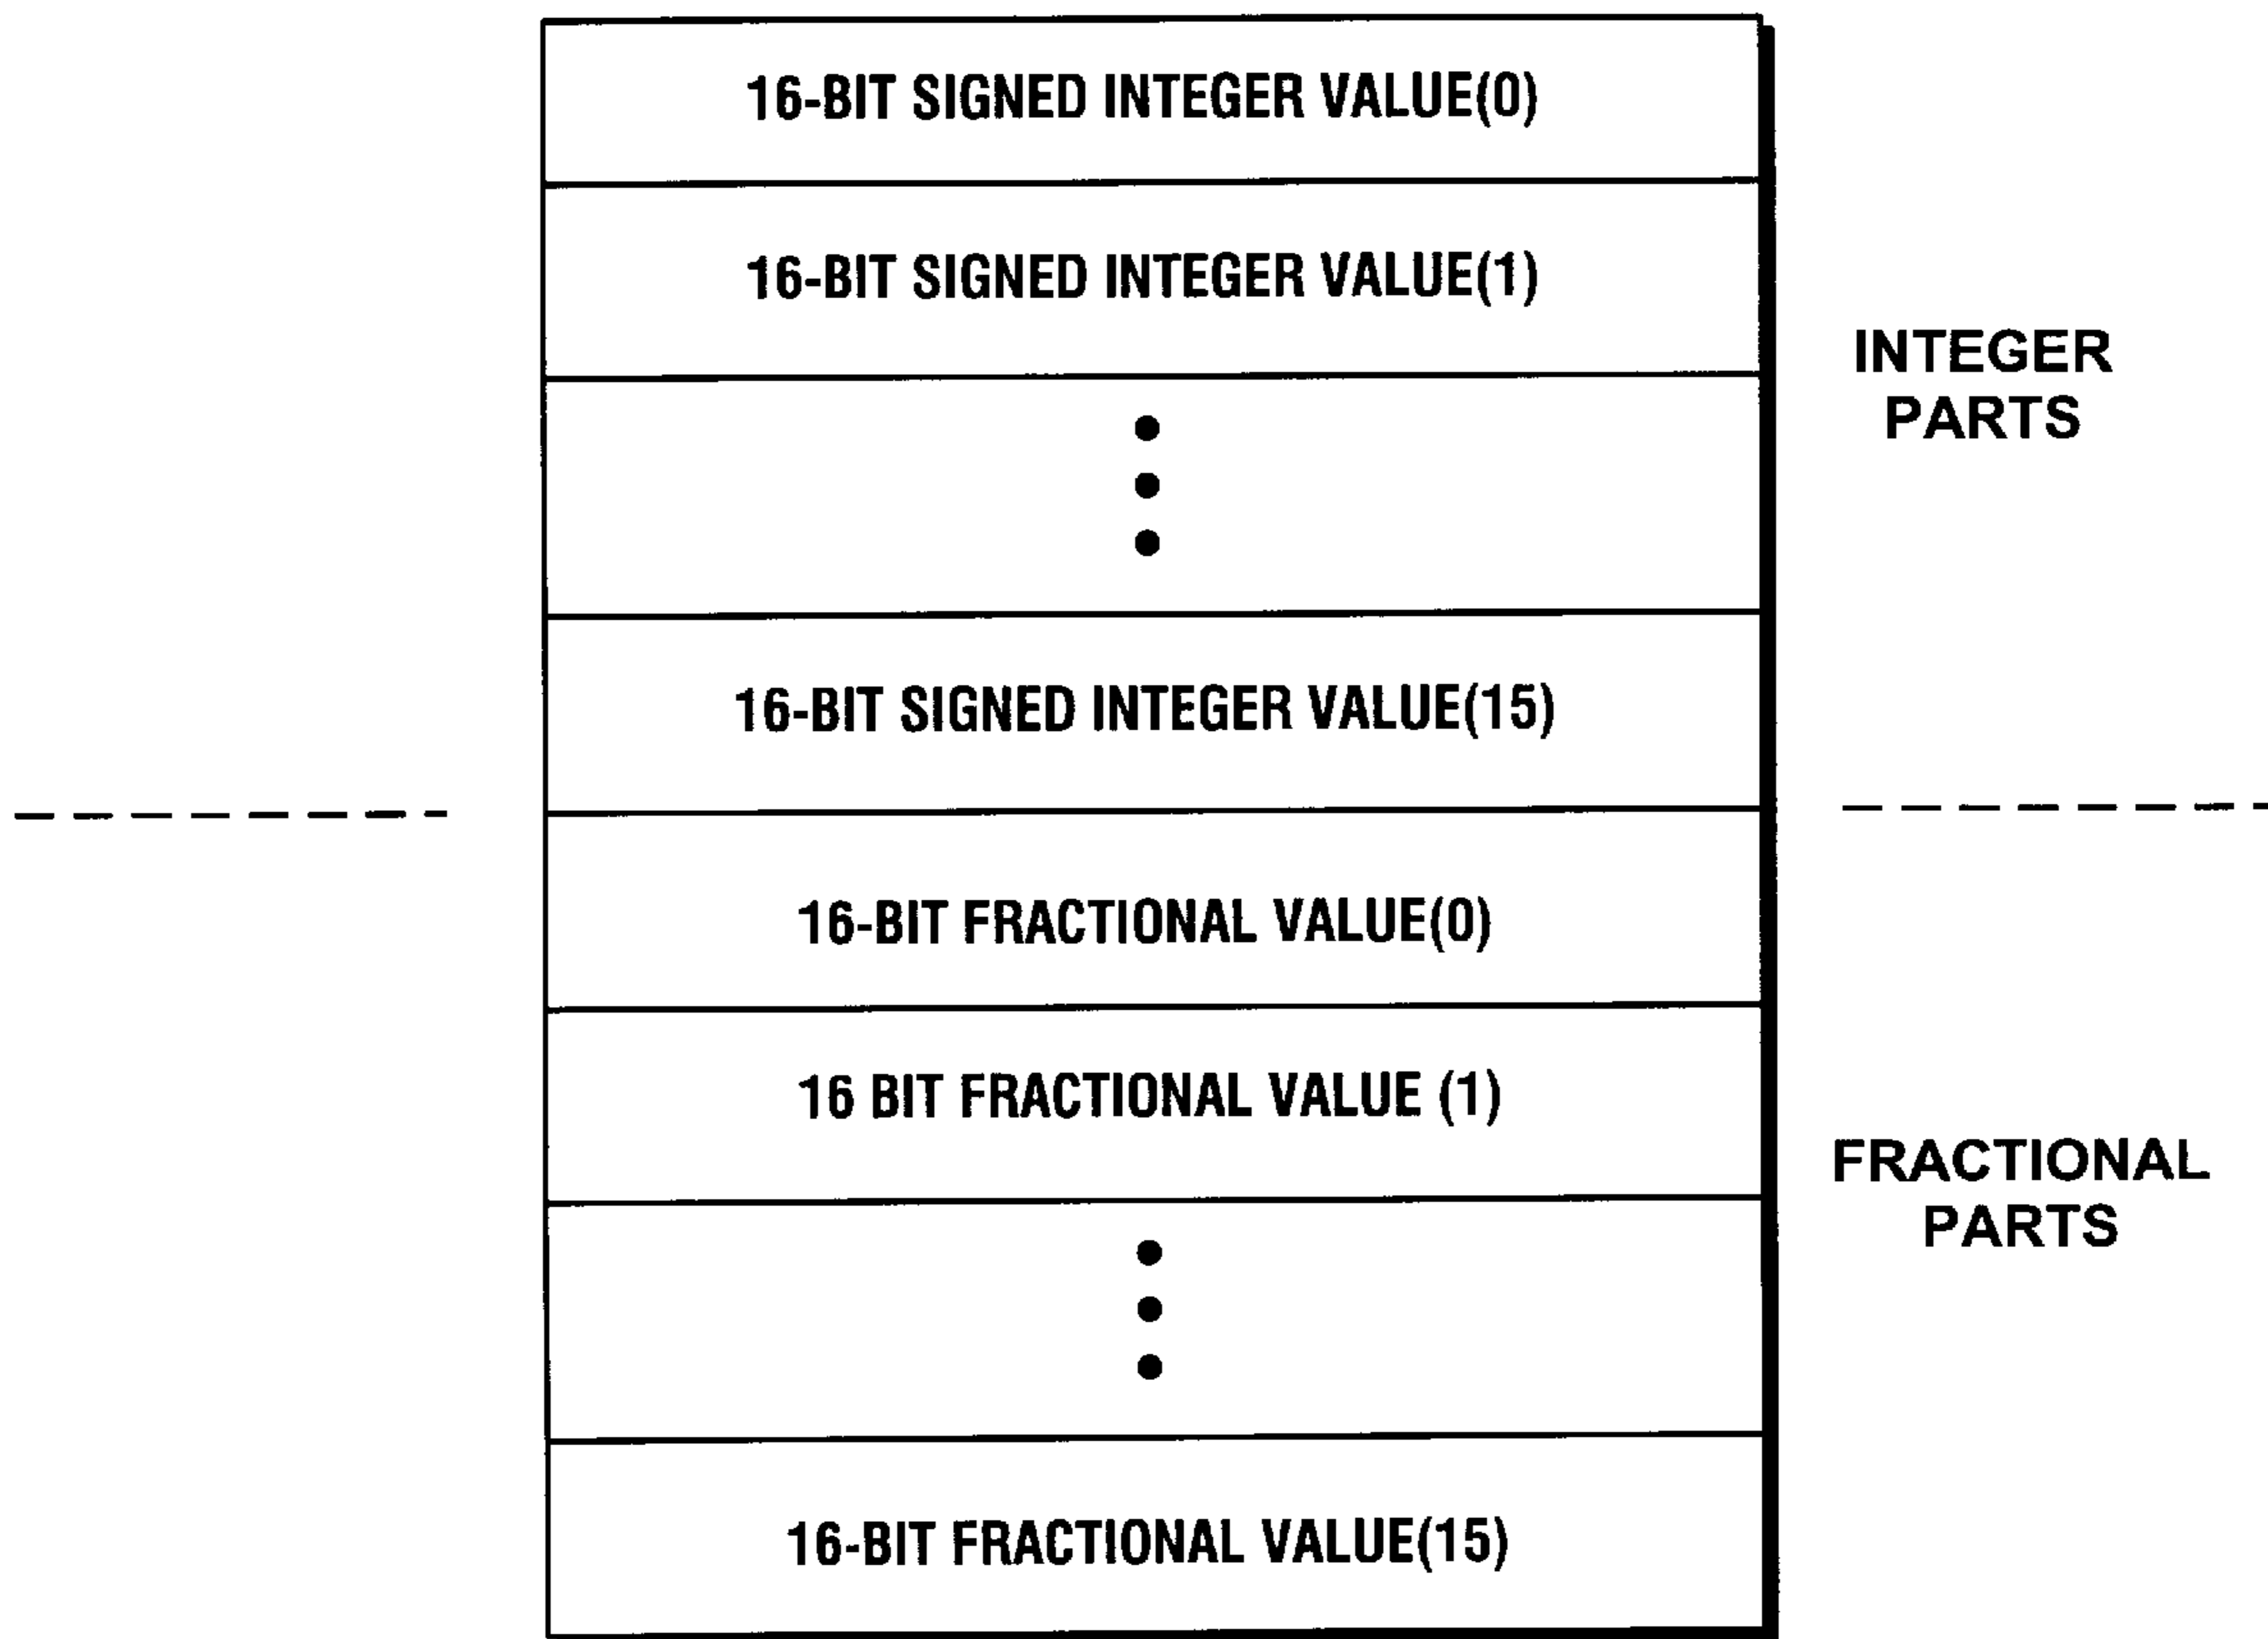 16-BIT SIGNED INTEGER VALUE(0)
16-BIT SIGNED INTEGER VALUE(1)
INTEGER
PARTS
16-BIT SIGNED INTEGER VALUE(15)
16-BIT FRACTIONAL VALUE(0)
16 BIT FRACTIONAL VALUE (1)
FRACTIONAL
PARTS
16-BIT FRACTIONAL VALUE(15)